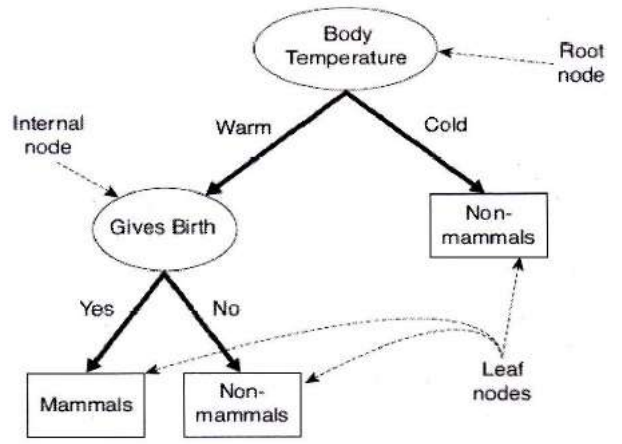 Body
Temperature
Root
node
Warm
Cold
Internal
node
Gives Birth
Non-
mammals
Yes
No
Mammals
Non-
mammals
Leaf
nodes